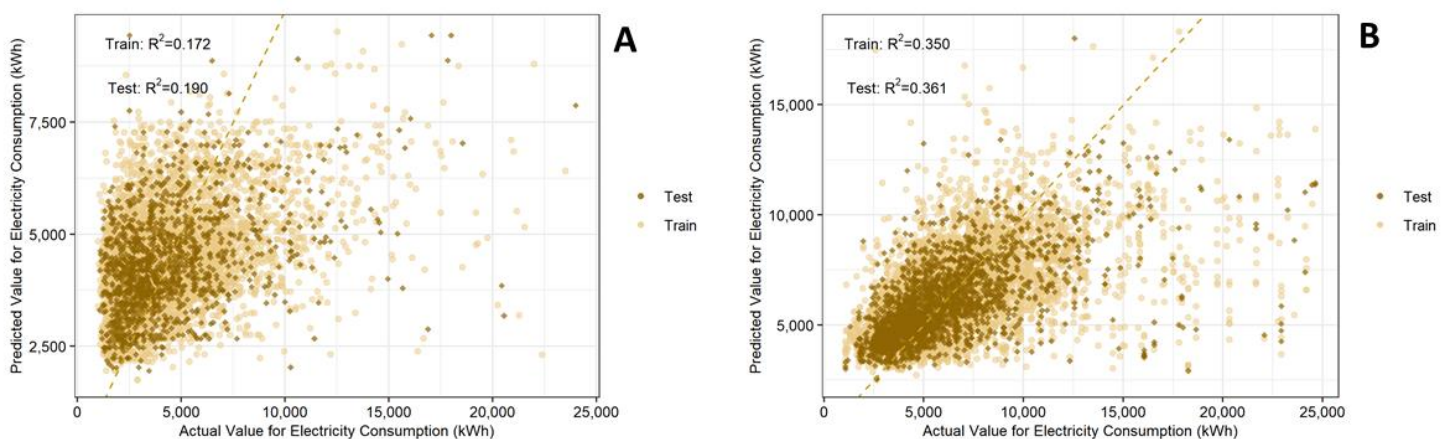 A
Train: R²=0.172
Test: R²=0.190
7,500
5,000
2,500
0
5,000
10,000
15,000
20,000
25,000
Predicted Value for Electricity Consumption (kWh)
Actual Value for Electricity Consumption (kWh)
Test
Train
B
Train: R²=0.350
Test: R²=0.361
15,000
10,000
5,000
0
5,000
10,000
15,000
20,000
25,000
Predicted Value for Electricity Consumption (kWh)
Actual Value for Electricity Consumption (kWh)
Test
Train